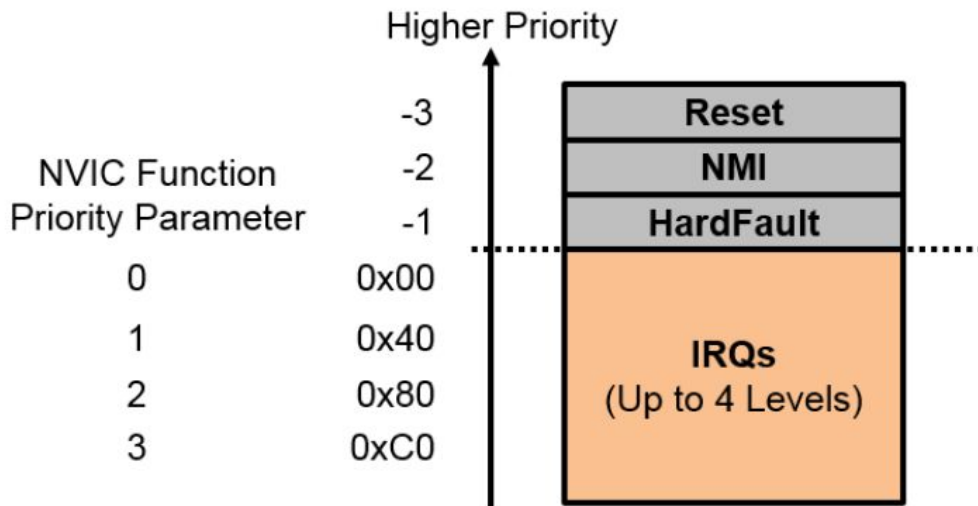 Higher Priority
-3 Reset
-2 NMI
NVIC Function
Priority Parameter
-1 HardFault
0 0x00
1 0x40
IRQs
(Up to 4 Levels)
2 0x80
3 0xC0